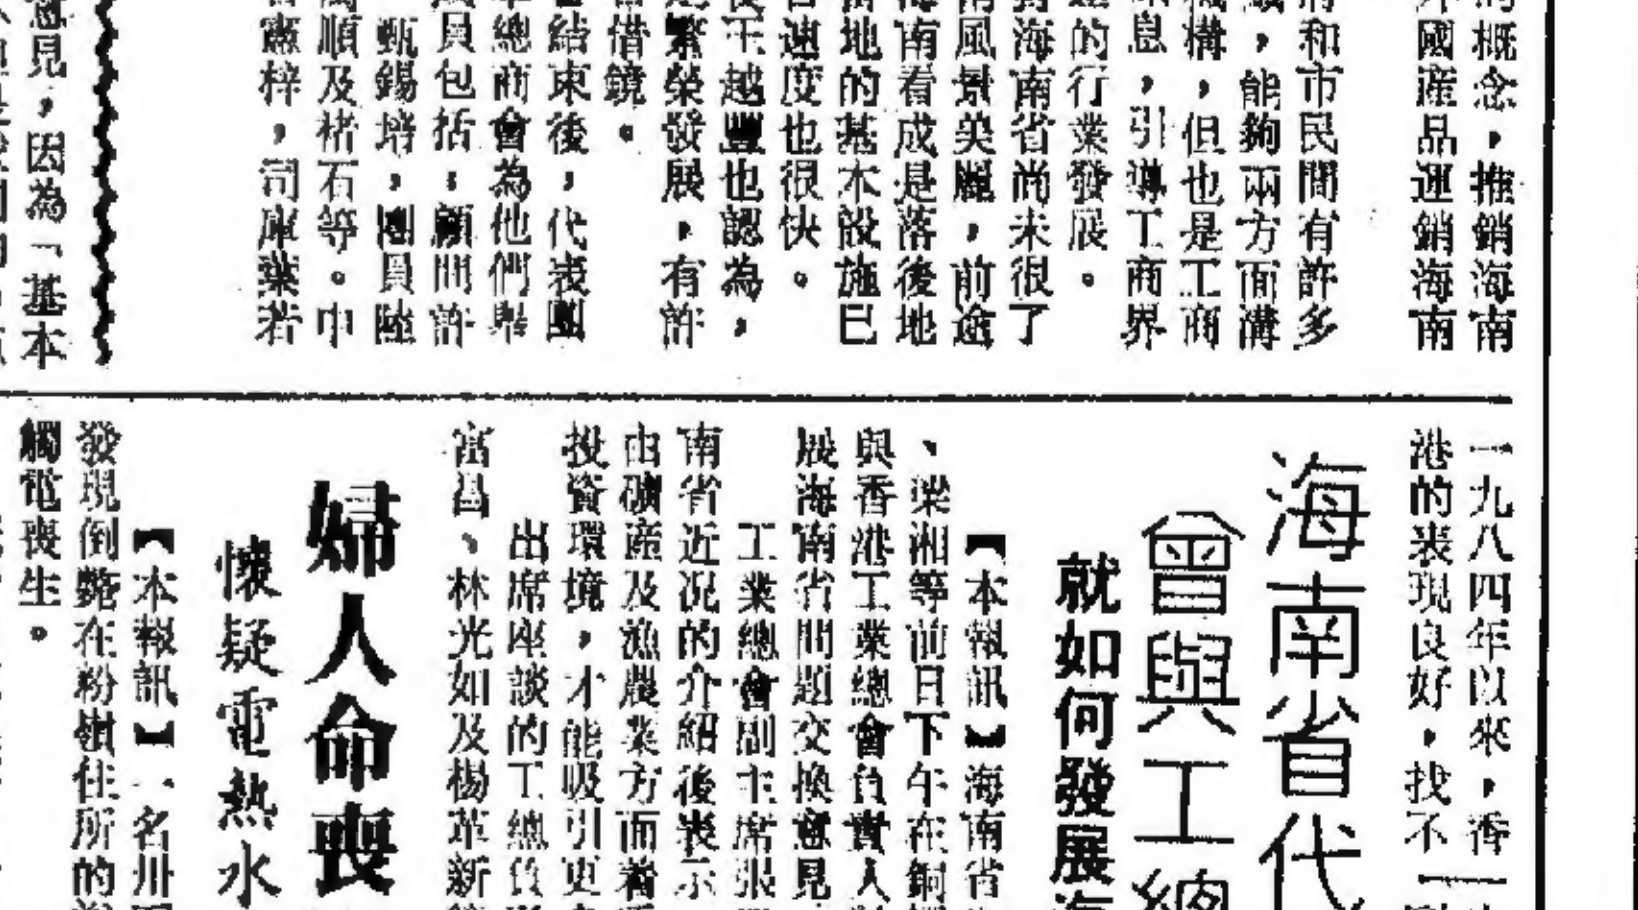 的概念,推銷海南
外國產品運銷海南
府和市民間有許多
,能夠兩方面溝
機構,但也是工商
息,引導工商界
的行業發展。
海南省尚未很了
南風景美麗,前途
海南看成是落後地
當地的基本設施已
速度也很快。
王越豐也認為,
繁榮發展,有許
借鏡。
結束後,代表團
總商會為他們舉
員包括:顧問許
甄錫培,團員陸
順及楮石等。中
憲梓,司庫葉若
意見,因為「基本
一九八四年以來,香
港的表現良好,找不
海南省代
曾與工總
就如何發展海
【本報訊】海南省
、梁湘等前日下午在銅
與香港工業總會負責人
展海南省問題交換意見
工業總會副主席張
南省近況的介紹後表示
由礦產及漁農業方面着
投資環境,才能吸引更
出席座談的工總負
富昌、林光如及楊革新
婦人命喪
懷疑電熱水
【本報訊】一名卅
發現倒斃在粉嶺住所的
觸電喪生。